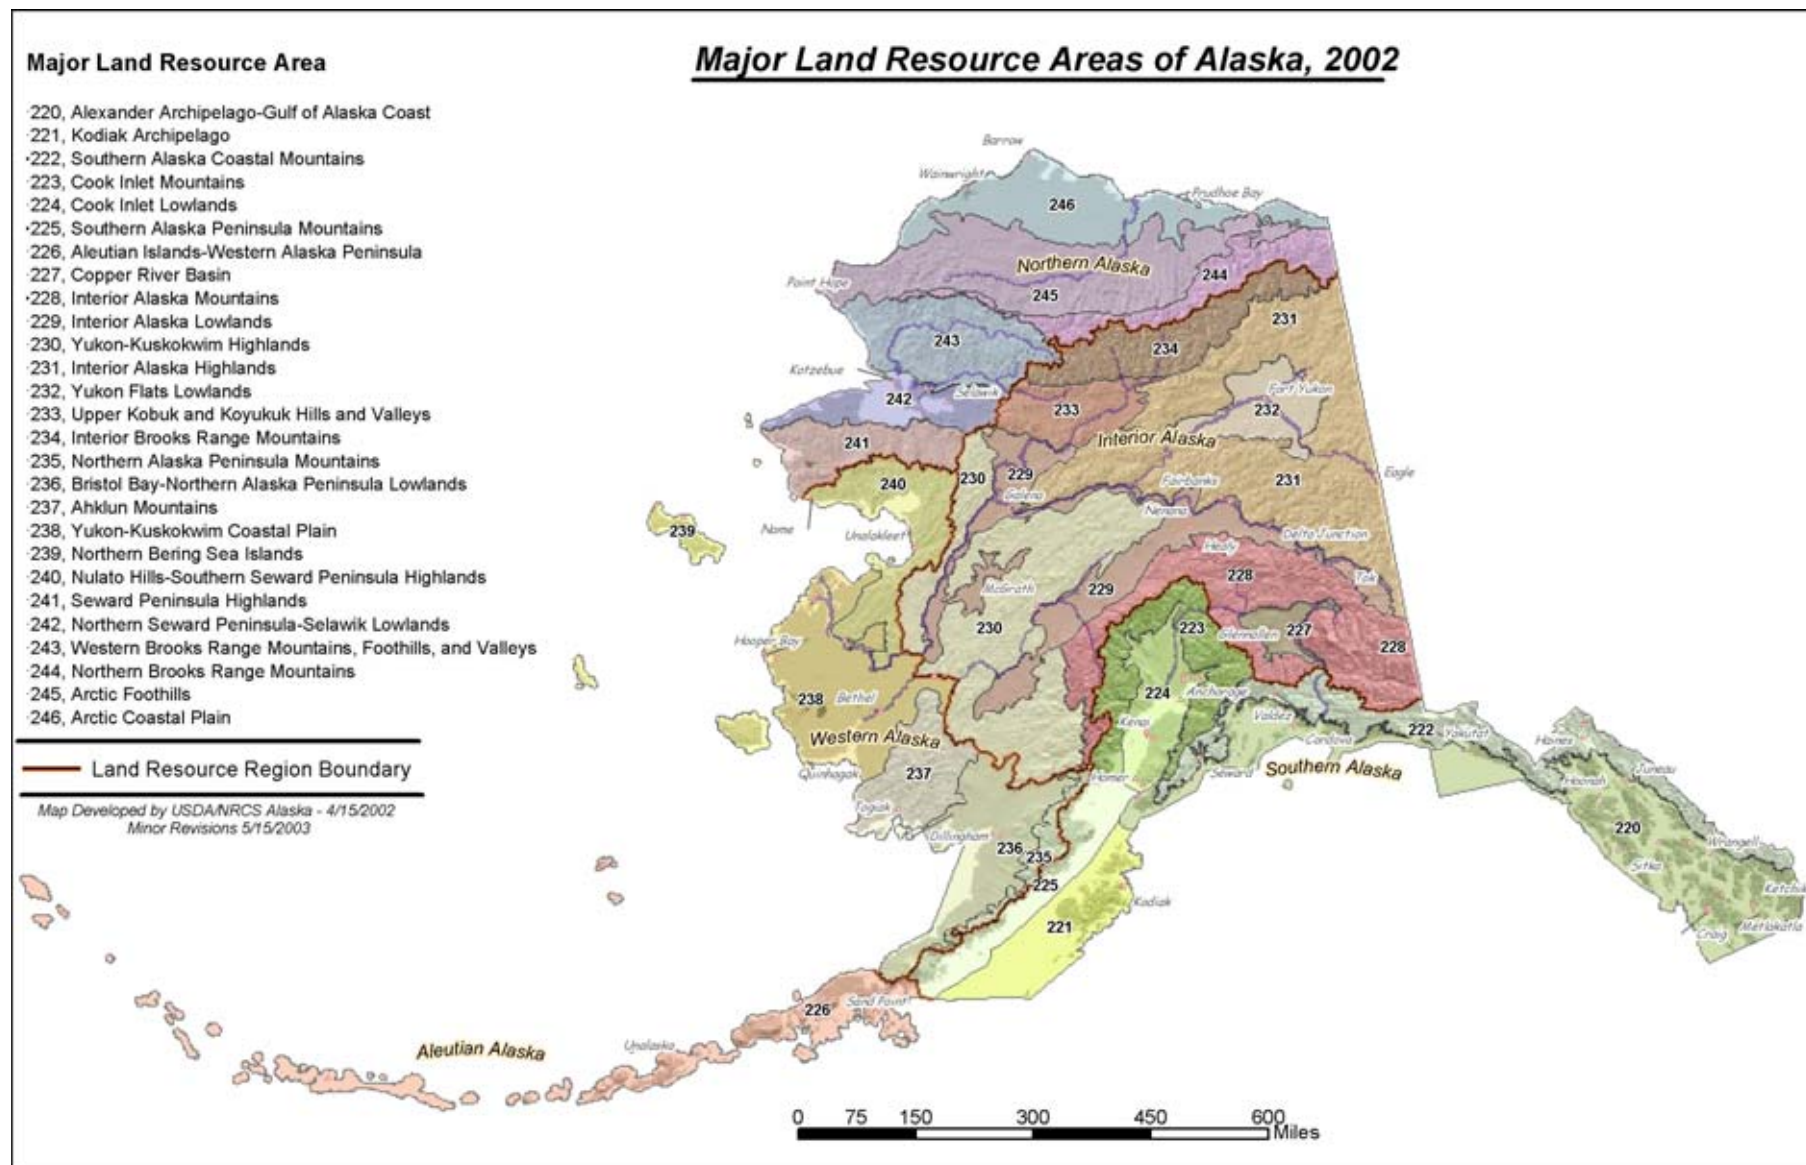 Major Land Resource Areas of Alaska, 2002
Major Land Resource Area
220, Alexander Archipelago-Gulf of Alaska Coast
221, Kodiak Archipelago
222, Southern Alaska Coastal Mountains
223, Cook Inlet Mountains
224, Cook Inlet Lowlands
225, Southern Alaska Peninsula Mountains
226, Aleutian Islands-Western Alaska Peninsula
227, Copper River Basin
228, Interior Alaska Mountains
229, Interior Alaska Lowlands
230, Yukon-Kuskokwim Highlands
231, Interior Alaska Highlands
232, Yukon Flats Lowlands
233, Upper Kobuk and Koyukuk Hills and Valleys
234, Interior Brooks Range Mountains
235, Northern Alaska Peninsula Mountains
236, Bristol Bay-Northern Alaska Peninsula Lowlands
237, Ahklun Mountains
238, Yukon-Kuskokwim Coastal Plain
239, Northern Bering Sea Islands
240, Nulato Hills-Southern Seward Peninsula Highlands
241, Seward Peninsula Highlands
242, Northern Seward Peninsula-Selawik Lowlands
243, Western Brooks Range Mountains, Foothills, and Valleys
244, Northern Brooks Range Mountains
245, Arctic Foothills
246, Arctic Coastal Plain
Land Resource Region Boundary
Map Developed by USDA/NRCS Alaska - 4/15/2002
Minor Revisions 5/15/2003
Barrow
Wainwright
Prudhoe Bay
246
Northern Alaska
244
Point Hope
245
231
243
234
Kotzebue
Selawik
Fort Yukon
242
233
232
241
Interior Alaska
230
229
Eagle
240
Fairbanks
231
Galena
Nenana
Nome
239
Unalakleet
Delta Junction
Healy
228
Tok
McGrath
229
230
223
Glennallen
227
Hooper Bay
228
238
Bethel
224
Anchorage
Western Alaska
Kenai
Valdez
222
Yakutat
Cordova
Haines
Quinhagak
237
Homer
Seward
Southern Alaska
Juneau
Hoonah
Togiak
Dillingham
220
236
235
Wrangell
Sitka
225
Kodiak
Ketchik
221
Craig
Metlakatla
226
Sand Point
Aleutian Alaska
Unalaska
0 75 150 300 450 600
Miles